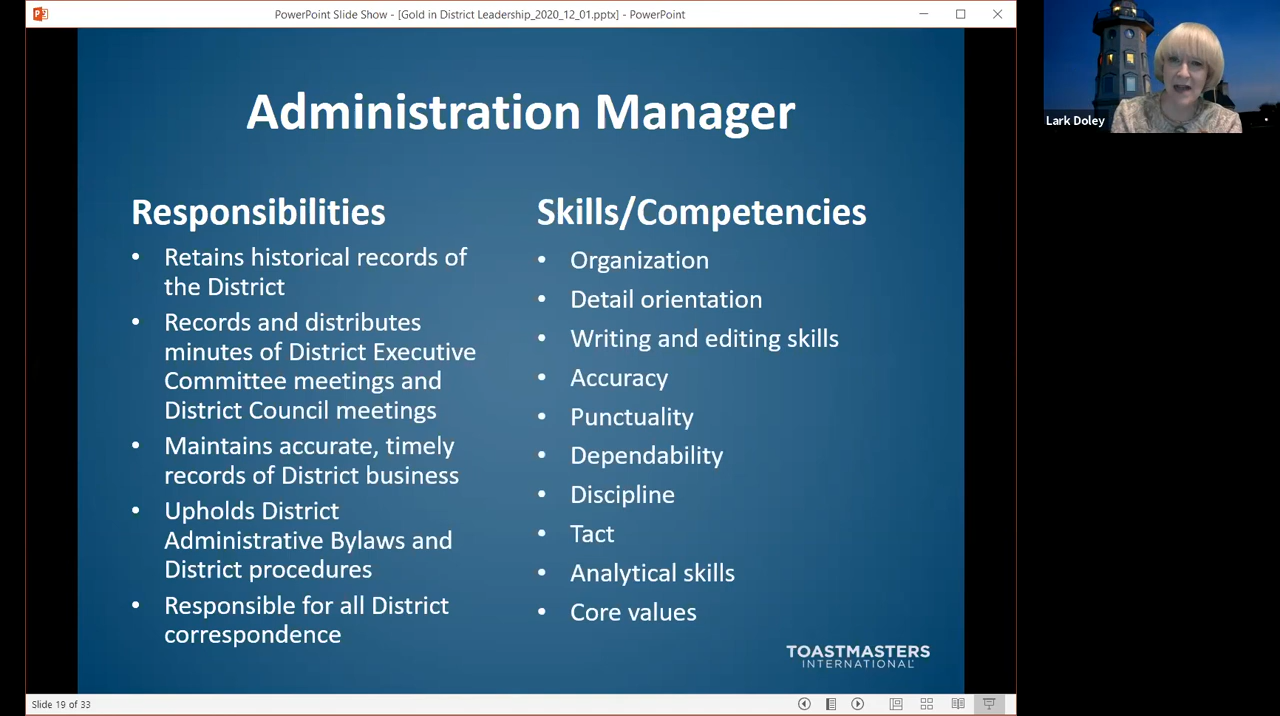 PowerPoint Slide Show - [Gold in District Leadership_2020_12_01.pptx] - PowerPoint
Lark Doley
Administration Manager
Responsibilities
• Retains historical records of
the District
• Records and distributes
minutes of District Executive
Committee meetings and
District Council meetings
• Maintains accurate, timely
records of District business
• Upholds District
Administrative Bylaws and
District procedures
• Responsible for all District
correspondence
Skills/Competencies
• Organization
• Detail orientation
• Writing and editing skills
• Accuracy
• Punctuality
• Dependability
• Discipline
• Tact
• Analytical skills
• Core values
TOASTMASTERS
INTERNATIONAL
Slide 19 of 33